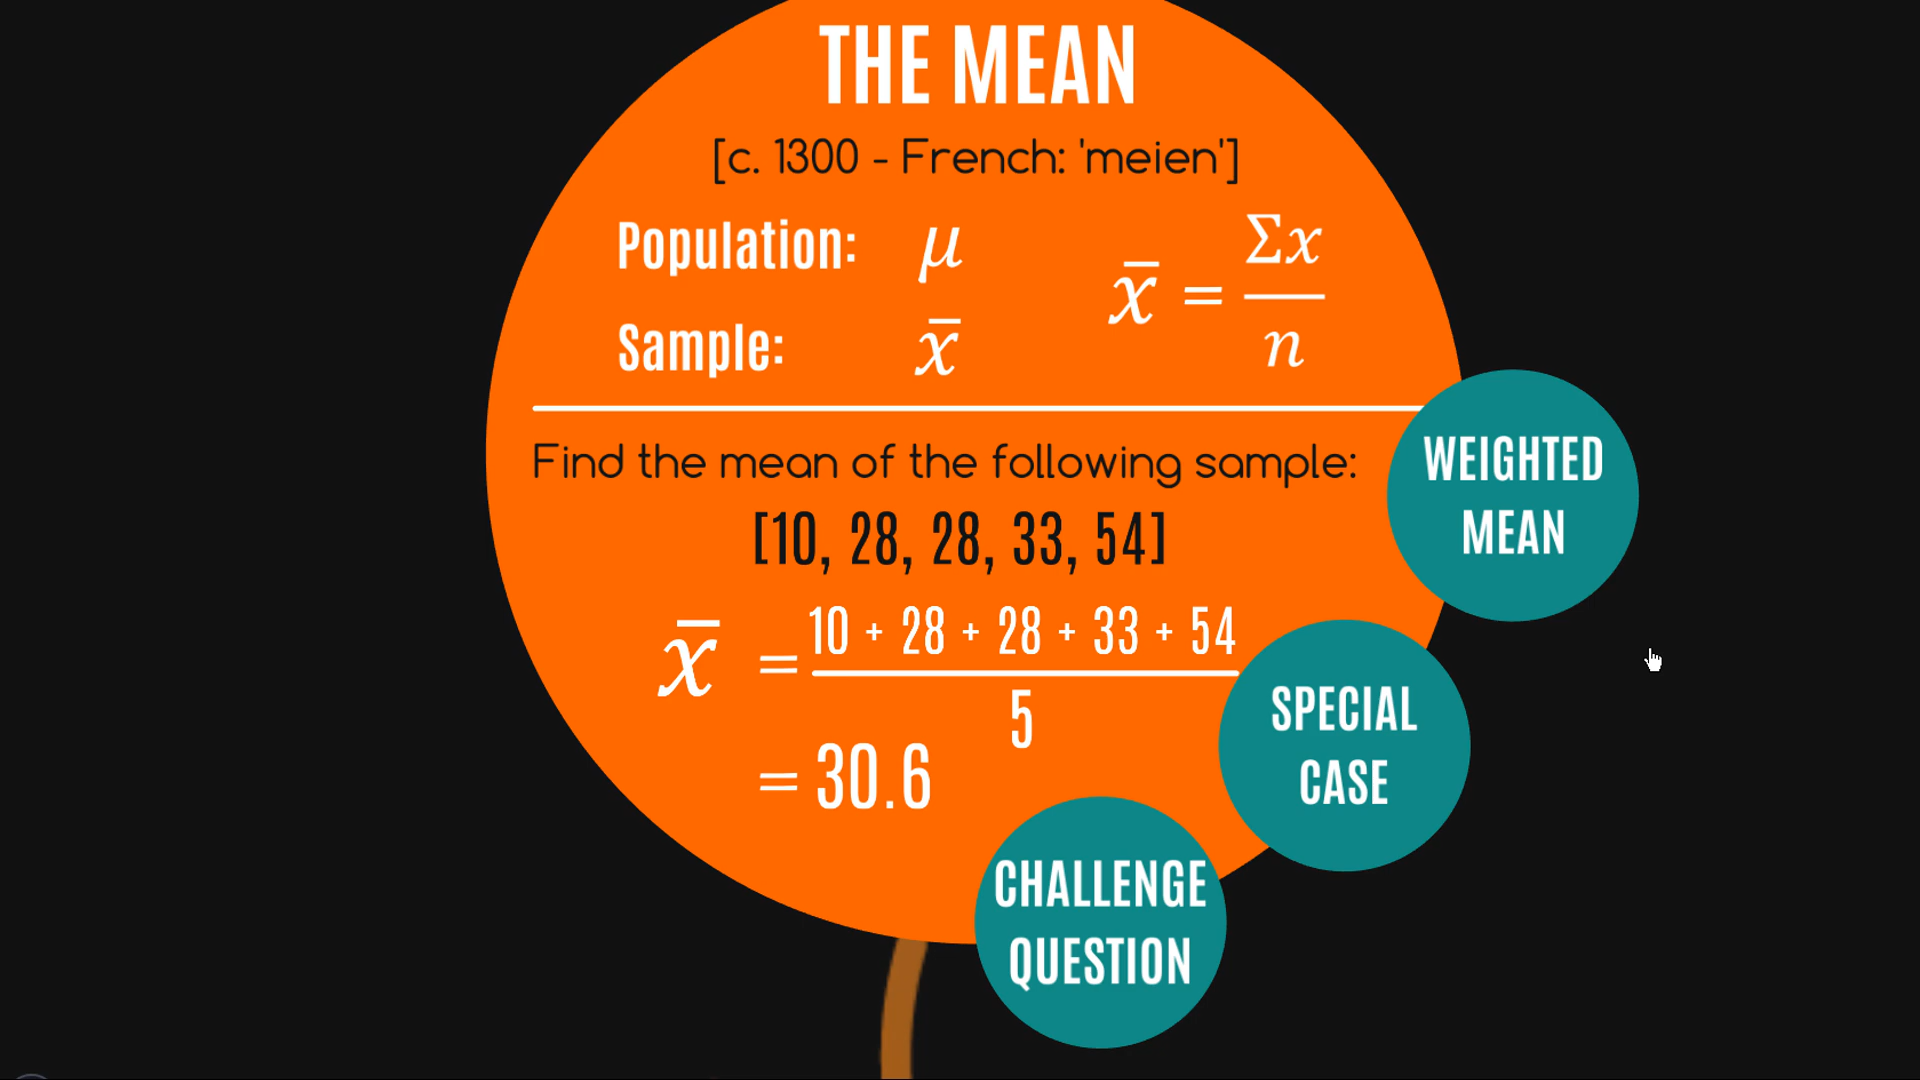 THE MEAN
[c. 1300 - French: 'meien']
Population: μ
Sample: x̄
x̄ = Σx / n
Find the mean of the following sample:
[10, 28, 28, 33, 54]
x̄ = 10 + 28 + 28 + 33 + 54 / 5
= 30.6
WEIGHTED
MEAN
SPECIAL
CASE
CHALLENGE
QUESTION